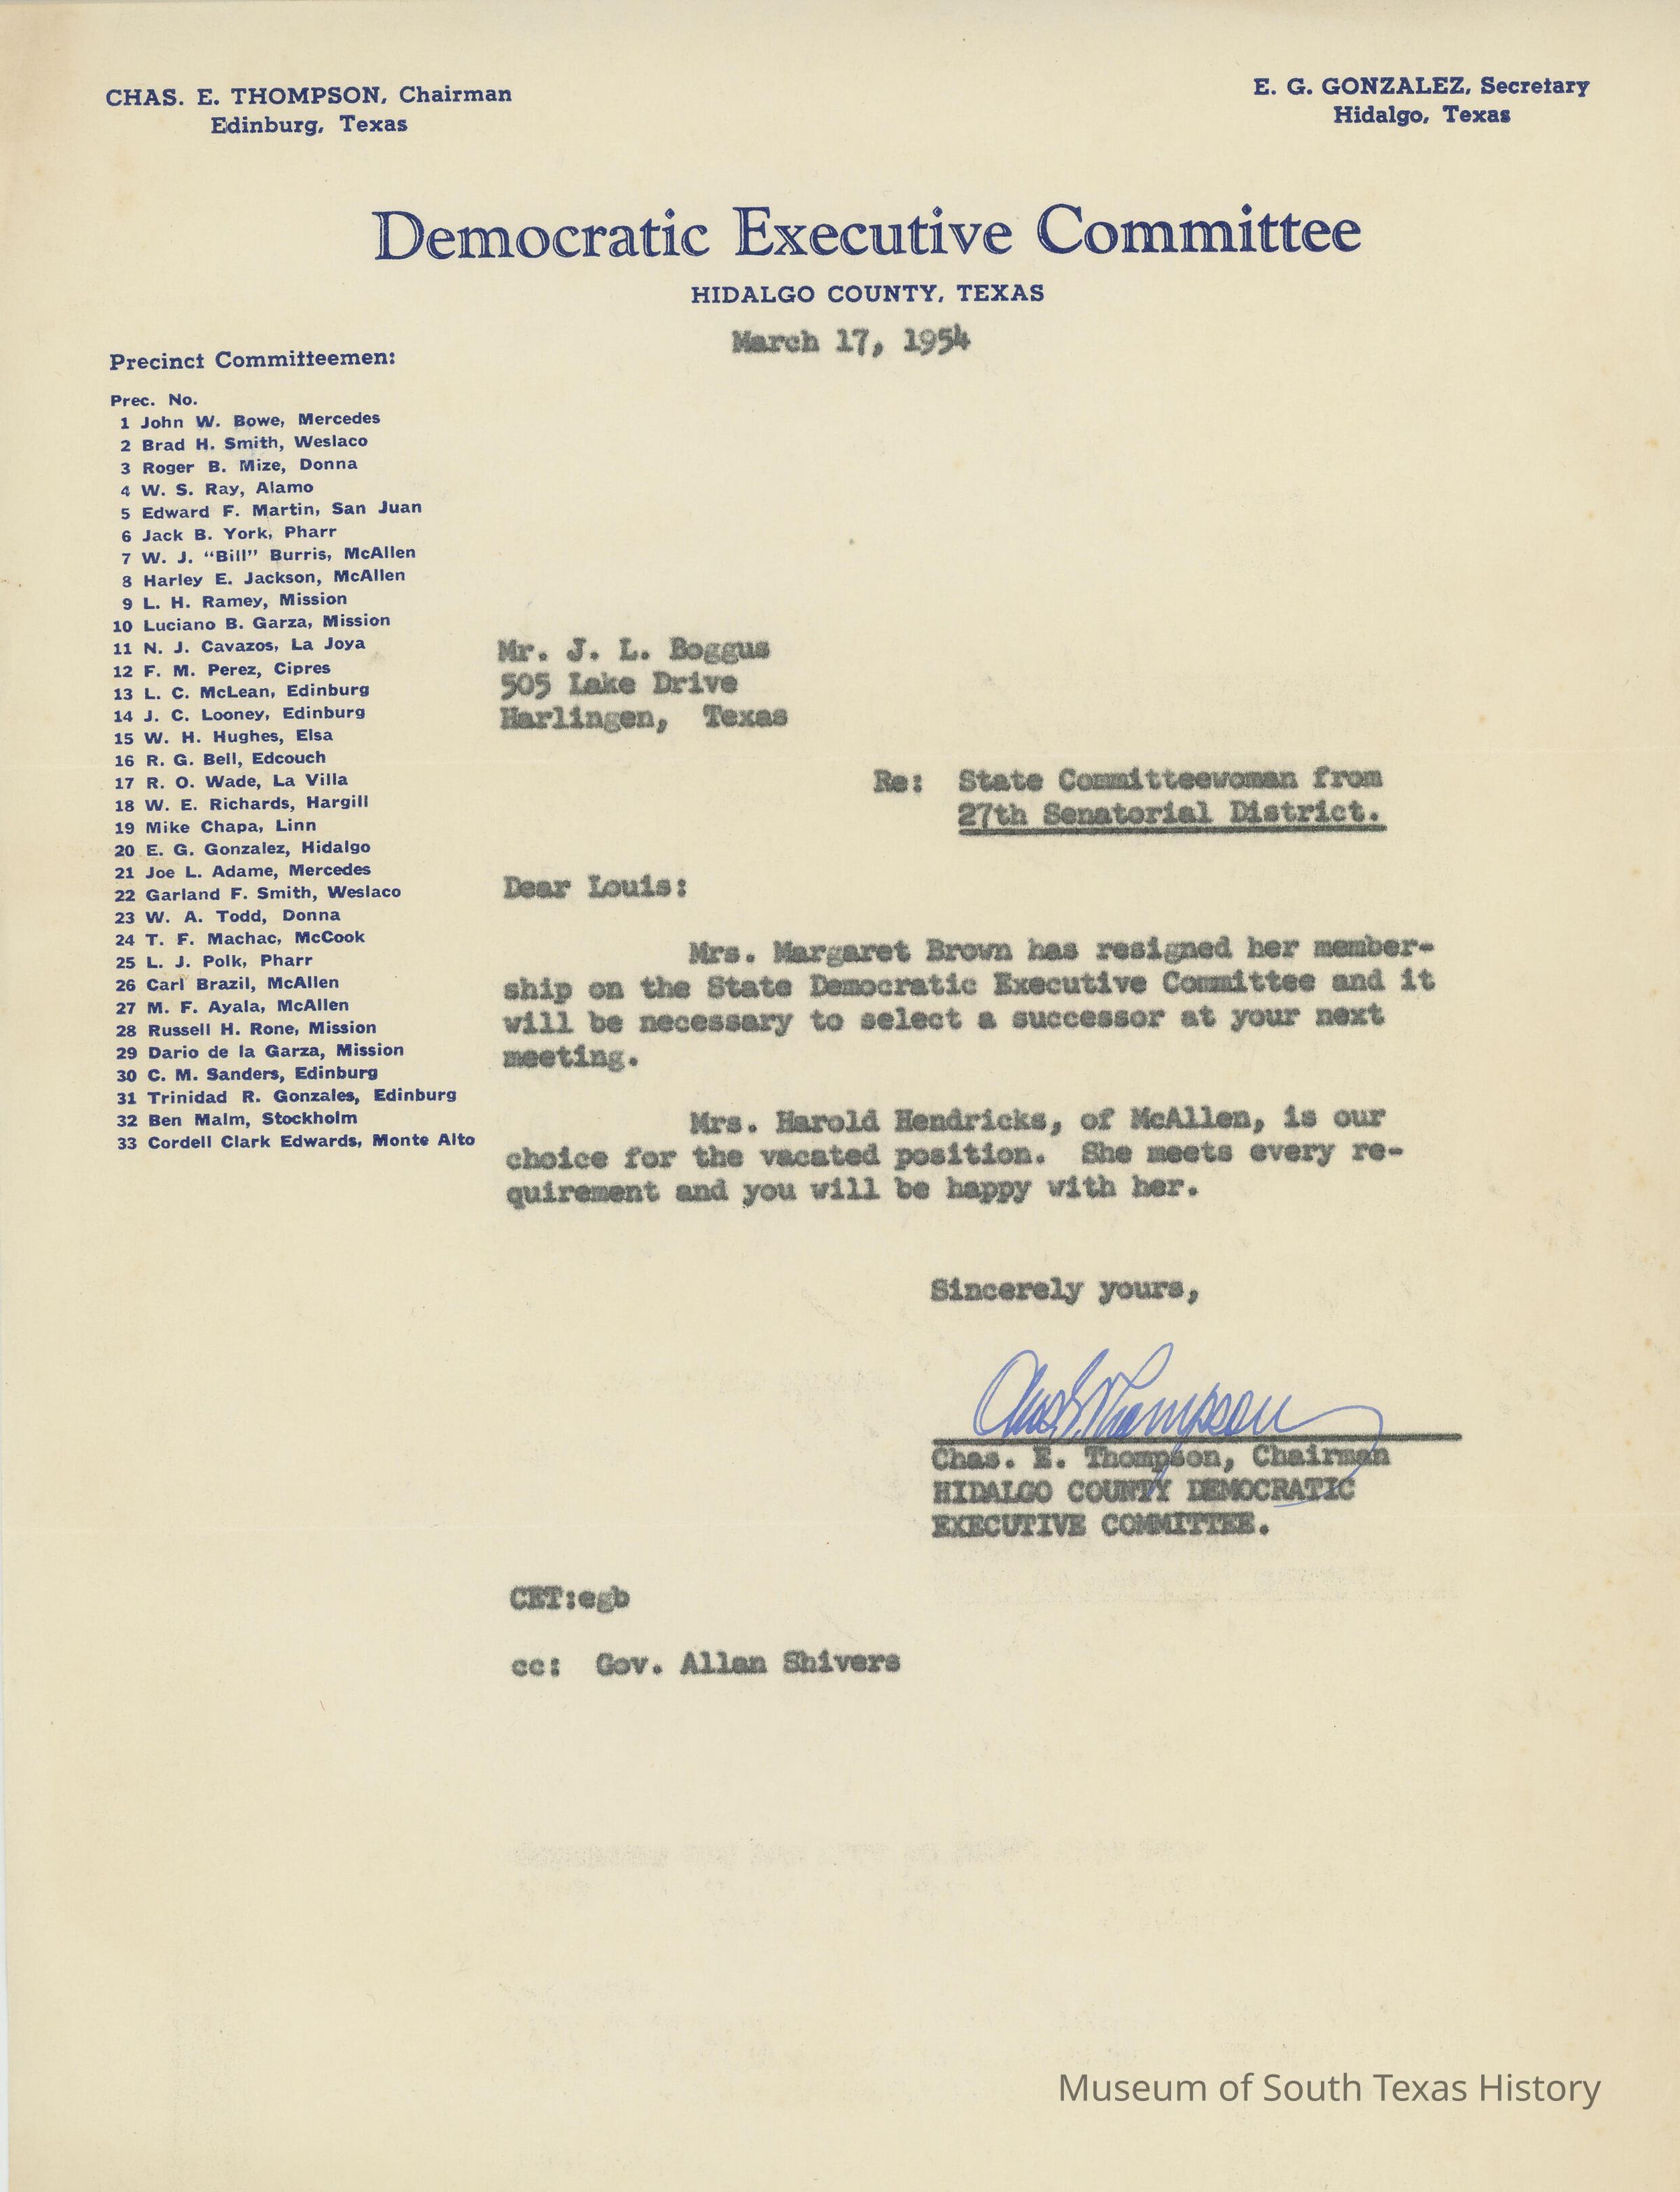 CHAS. E. THOMPSON, Chairman
Edinburg, Texas
E. G. GONZALEZ, Secretary
Hidalgo, Texas
Democratic Executive Committee
HIDALGO COUNTY, TEXAS
March 17, 1954
Precinct Committeemen:
Prec. No.
1 John W. Bowe, Mercedes
2 Brad H. Smith, Weslaco
3 Roger B. Mize, Donna
4 W. S. Ray, Alamo
5 Edward F. Martin, San Juan
6 Jack B. York, Pharr
7 W. J. “Bill” Burris, McAllen
8 Harley E. Jackson, McAllen
9 L. H. Ramey, Mission
10 Luciano B. Garza, Mission
11 N. J. Cavazos, La Joya
12 F. M. Perez, Cipres
13 L. C. McLean, Edinburg
14 J. C. Looney, Edinburg
15 W. H. Hughes, Elsa
16 R. G. Bell, Edcouch
17 R. O. Wade, La Villa
18 W. E. Richards, Hargill
19 Mike Chapa, Linn
20 E. G. Gonzalez, Hidalgo
21 Joe L. Adame, Mercedes
22 Garland F. Smith, Weslaco
23 W. A. Todd, Donna
24 T. F. Machac, McCook
25 L. J. Polk, Pharr
26 Carl Brazil, McAllen
27 M. F. Ayala, McAllen
28 Russell H. Rone, Mission
29 Dario de la Garza, Mission
30 C. M. Sanders, Edinburg
31 Trinidad R. Gonzales, Edinburg
32 Ben Malm, Stockholm
33 Cordell Clark Edwards, Monte Alto
Mr. J. L. Boggus
505 Lake Drive
Harlingen, Texas
Re: State Committeewoman from
27th Senatorial District.
Dear Louis:
Mrs. Margaret Brown has resigned her member-
ship on the State Democratic Executive Committee and it
will be necessary to select a successor at your next
meeting.
Mrs. Harold Hendricks, of McAllen, is our
choice for the vacated position. She meets every re-
quirement and you will be happy with her.
Sincerely yours,
Chas E. Thompson
Chas. E. Thompson, Chairman
HIDALGO COUNTY DEMOCRATIC
EXECUTIVE COMMITTEE.
CET:egb
cc: Gov. Allan Shivers
Museum of South Texas History